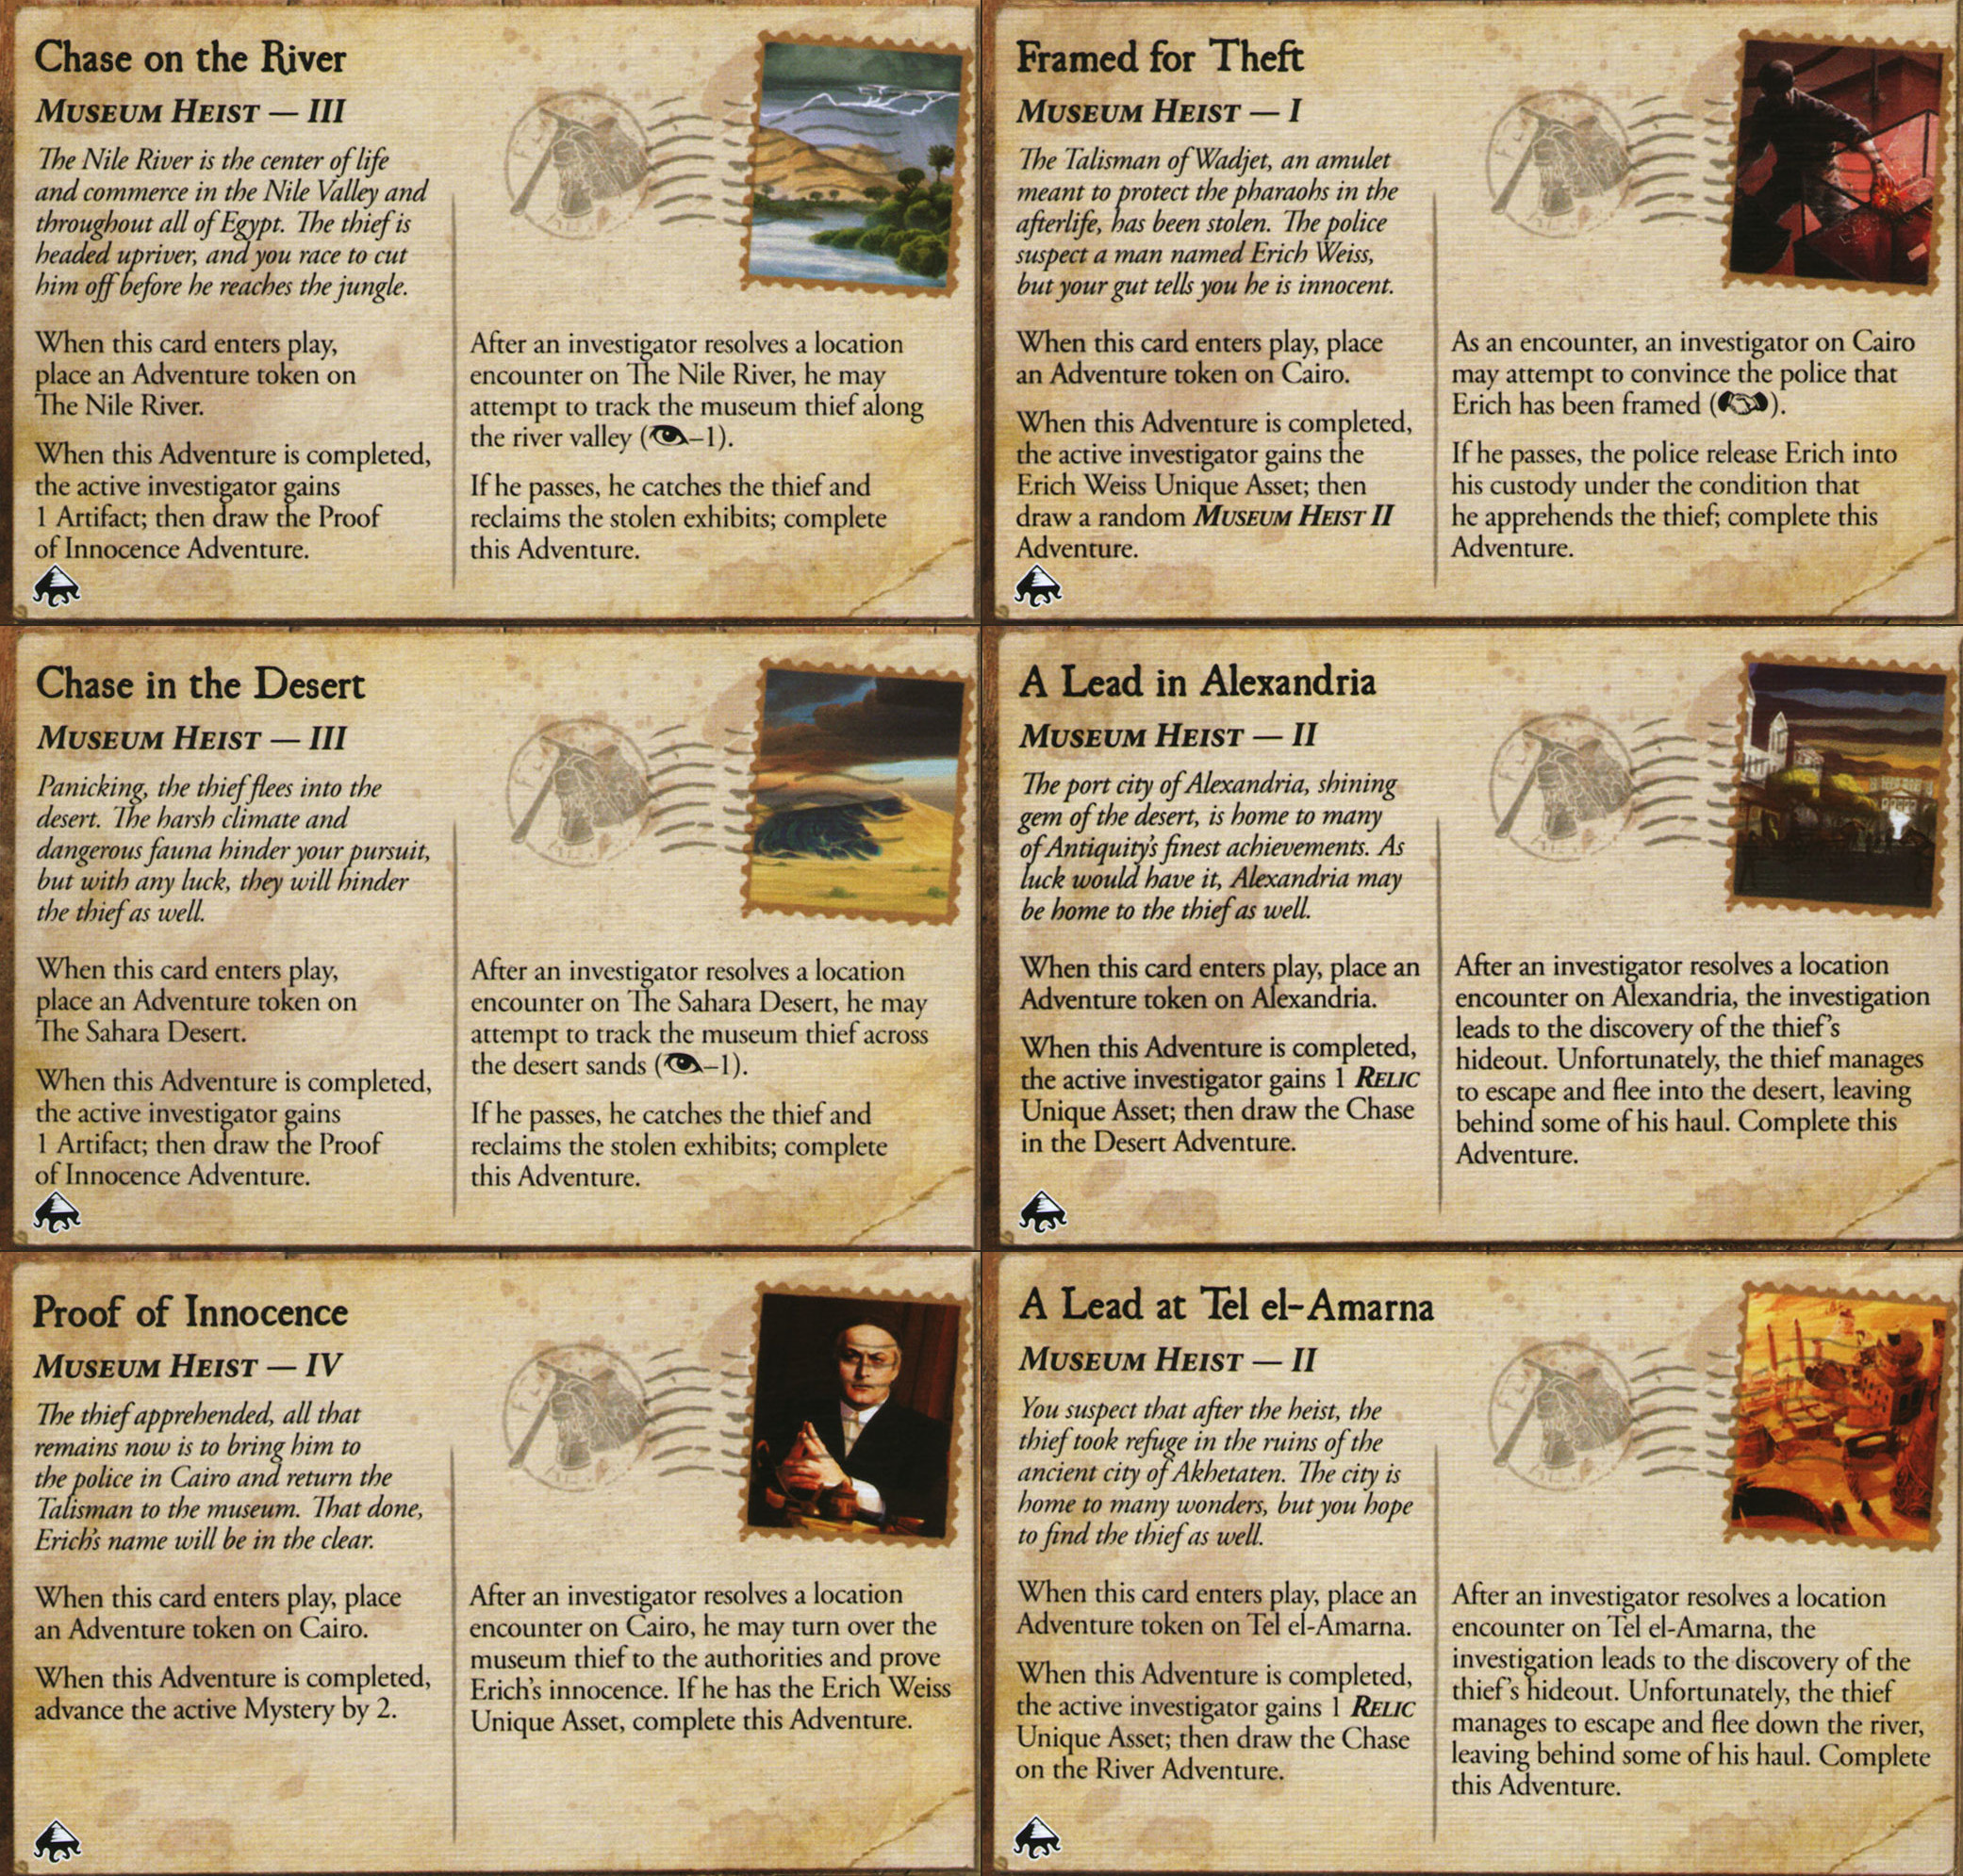 Chase on the River
Museum Heist — III
The Nile River is the center of life
and commerce in the Nile Valley and
throughout all of Egypt. The thief is
headed upriver, and you race to cut
him off before he reaches the jungle.
When this card enters play,
place an Adventure token on
The Nile River.
When this Adventure is completed,
the active investigator gains
1 Artifact; then draw the Proof
of Innocence Adventure.
After an investigator resolves a location
encounter on The Nile River, he may
attempt to track the museum thief along
the river valley (–1).
If he passes, he catches the thief and
reclaims the stolen exhibits; complete
this Adventure.
Framed for Theft
Museum Heist — I
The Talisman of Wadjet, an amulet
meant to protect the pharaohs in the
afterlife, has been stolen. The police
suspect a man named Erich Weiss,
but your gut tells you he is innocent.
When this card enters play, place
an Adventure token on Cairo.
When this Adventure is completed,
the active investigator gains the
Erich Weiss Unique Asset; then
draw a random Museum Heist II
Adventure.
As an encounter, an investigator on Cairo
may attempt to convince the police that
Erich has been framed ().
If he passes, the police release Erich into
his custody under the condition that
he apprehends the thief; complete this
Adventure.
Chase in the Desert
Museum Heist — III
Panicking, the thief flees into the
desert. The harsh climate and
dangerous fauna hinder your pursuit,
but with any luck, they will hinder
the thief as well.
When this card enters play,
place an Adventure token on
The Sahara Desert.
When this Adventure is completed,
the active investigator gains
1 Artifact; then draw the Proof
of Innocence Adventure.
After an investigator resolves a location
encounter on The Sahara Desert, he may
attempt to track the museum thief across
the desert sands (–1).
If he passes, he catches the thief and
reclaims the stolen exhibits; complete
this Adventure.
A Lead in Alexandria
Museum Heist — II
The port city of Alexandria, shining
gem of the desert, is home to many
of Antiquity's finest achievements. As
luck would have it, Alexandria may
be home to the thief as well.
When this card enters play, place an
Adventure token on Alexandria.
When this Adventure is completed,
the active investigator gains 1 Relic
Unique Asset; then draw the Chase
in the Desert Adventure.
After an investigator resolves a location
encounter on Alexandria, the investigation
leads to the discovery of the thief's
hideout. Unfortunately, the thief manages
to escape and flee into the desert, leaving
behind some of his haul. Complete this
Adventure.
Proof of Innocence
Museum Heist — IV
The thief apprehended, all that
remains now is to bring him to
the police in Cairo and return the
Talisman to the museum. That done,
Erich's name will be in the clear.
When this card enters play, place
an Adventure token on Cairo.
When this Adventure is completed,
advance the active Mystery by 2.
After an investigator resolves a location
encounter on Cairo, he may turn over the
museum thief to the authorities and prove
Erich's innocence. If he has the Erich Weiss
Unique Asset, complete this Adventure.
A Lead at Tel el-Amarna
Museum Heist — II
You suspect that after the heist, the
thief took refuge in the ruins of the
ancient city of Akhetaten. The city is
home to many wonders, but you hope
to find the thief as well.
When this card enters play, place an
Adventure token on Tel el-Amarna.
When this Adventure is completed,
the active investigator gains 1 Relic
Unique Asset; then draw the Chase
on the River Adventure.
After an investigator resolves a location
encounter on Tel el-Amarna, the
investigation leads to the discovery of the
thief's hideout. Unfortunately, the thief
manages to escape and flee down the river,
leaving behind some of his haul. Complete
this Adventure.